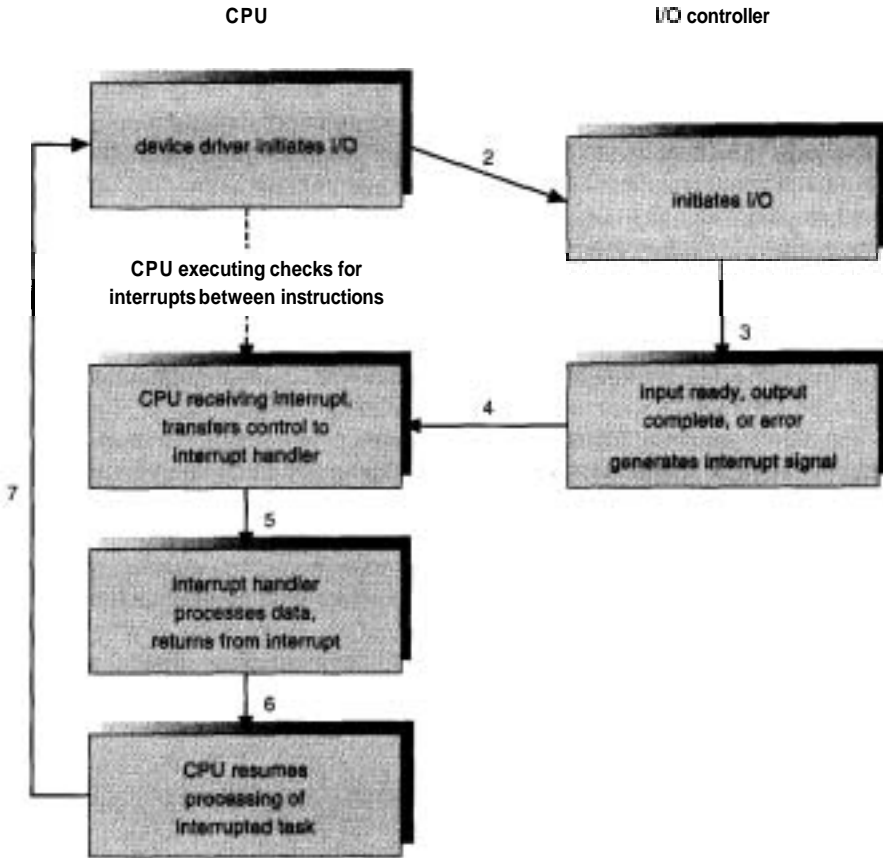 CPU
I/O controller
device driver initiates I/O
2
initiates I/O
CPU executing checks for
interrupts between instructions
3
CPU receiving interrupt,
transfers control to
interrupt handler
4
input ready, output
complete, or error
generates interrupt signal
7
5
interrupt handler
processes data,
returns from interrupt
6
CPU resumes
processing of
interrupted task